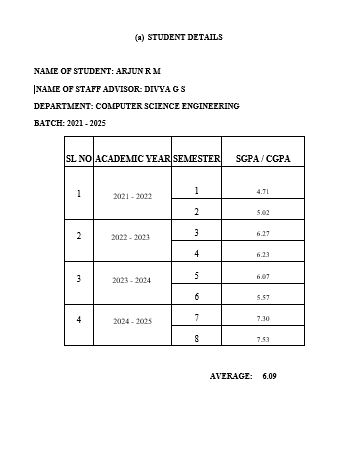 (a) STUDENT DETAILS
NAME OF STUDENT: ARJUN R M
NAME OF STAFF ADVISOR: DIVYA G S
DEPARTMENT: COMPUTER SCIENCE ENGINEERING
BATCH: 2021 - 2025
SL NO ACADEMIC YEAR SEMESTER SGPA / CGPA
1 2021 - 2022 1 4.71
2 5.02
2 2022 - 2023 3 6.27
4 6.23
3 2023 - 2024 5 6.07
6 5.57
4 2024 - 2025 7 7.30
8 7.53
AVERAGE: 6.09